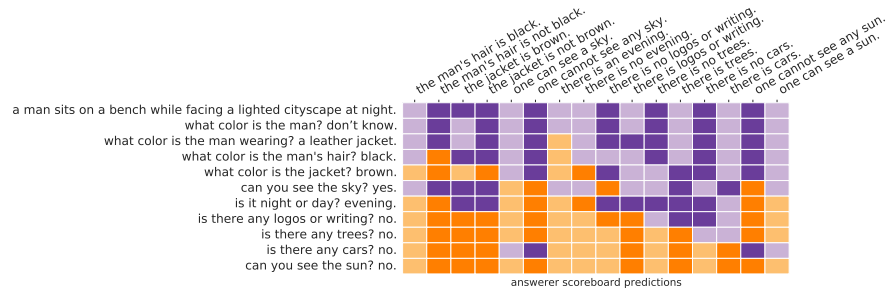 the man's hair is black.
the man's hair is not black.
the jacket is brown.
the jacket is not brown.
one can see a sky.
one cannot see any sky.
there is an evening.
there is no evening.
there is no logos or writing.
there is logos or writing.
there is no trees.
there is trees.
there is no cars.
there is cars.
one cannot see any sun.
one can see a sun.
a man sits on a bench while facing a lighted cityscape at night.
what color is the man? don’t know.
what color is the man wearing? a leather jacket.
what color is the man's hair? black.
what color is the jacket? brown.
can you see the sky? yes.
is it night or day? evening.
is there any logos or writing? no.
is there any trees? no.
is there any cars? no.
can you see the sun? no.
answerer scoreboard predictions